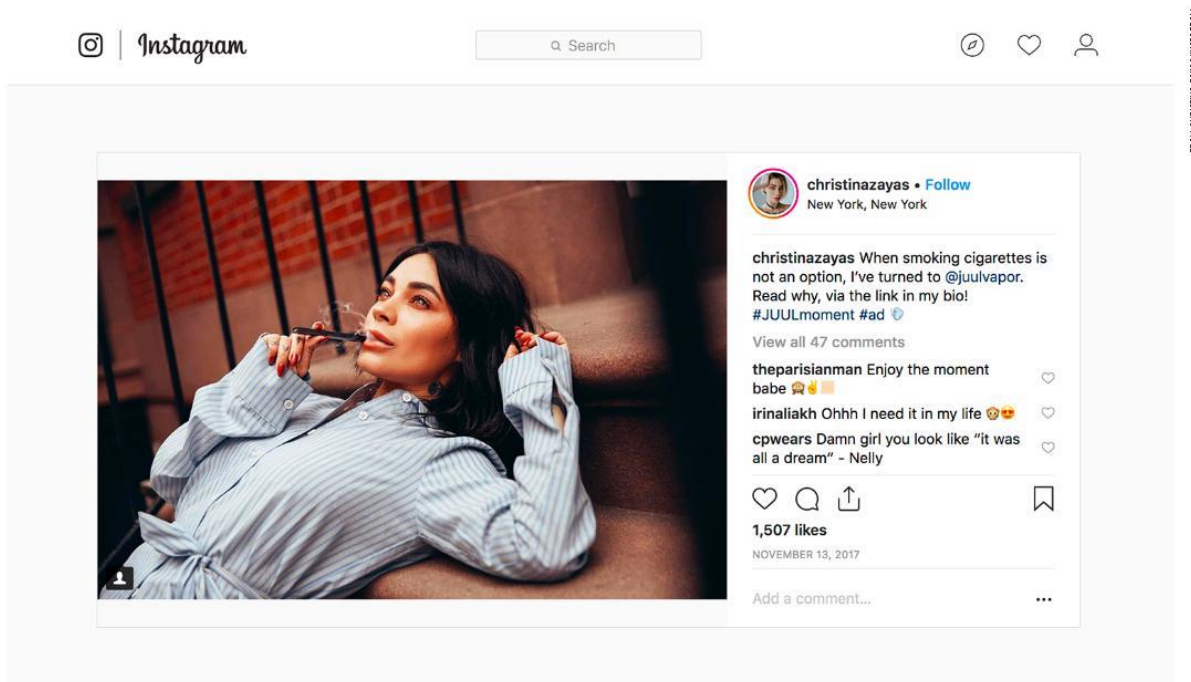 Instagram
Search
christinazayas • Follow
New York, New York
christinazayas When smoking cigarettes is
not an option, I've turned to @juulvapor.
Read why, via the link in my bio!
#JUULmoment #ad
View all 47 comments
theparisianman Enjoy the moment
babe 🙈✌🏼
irinaliakh Ohhh I need it in my life 🙊😍
cpwears Damn girl you look like “it was
all a dream” - Nelly
1,507 likes
NOVEMBER 13, 2017
Add a comment...